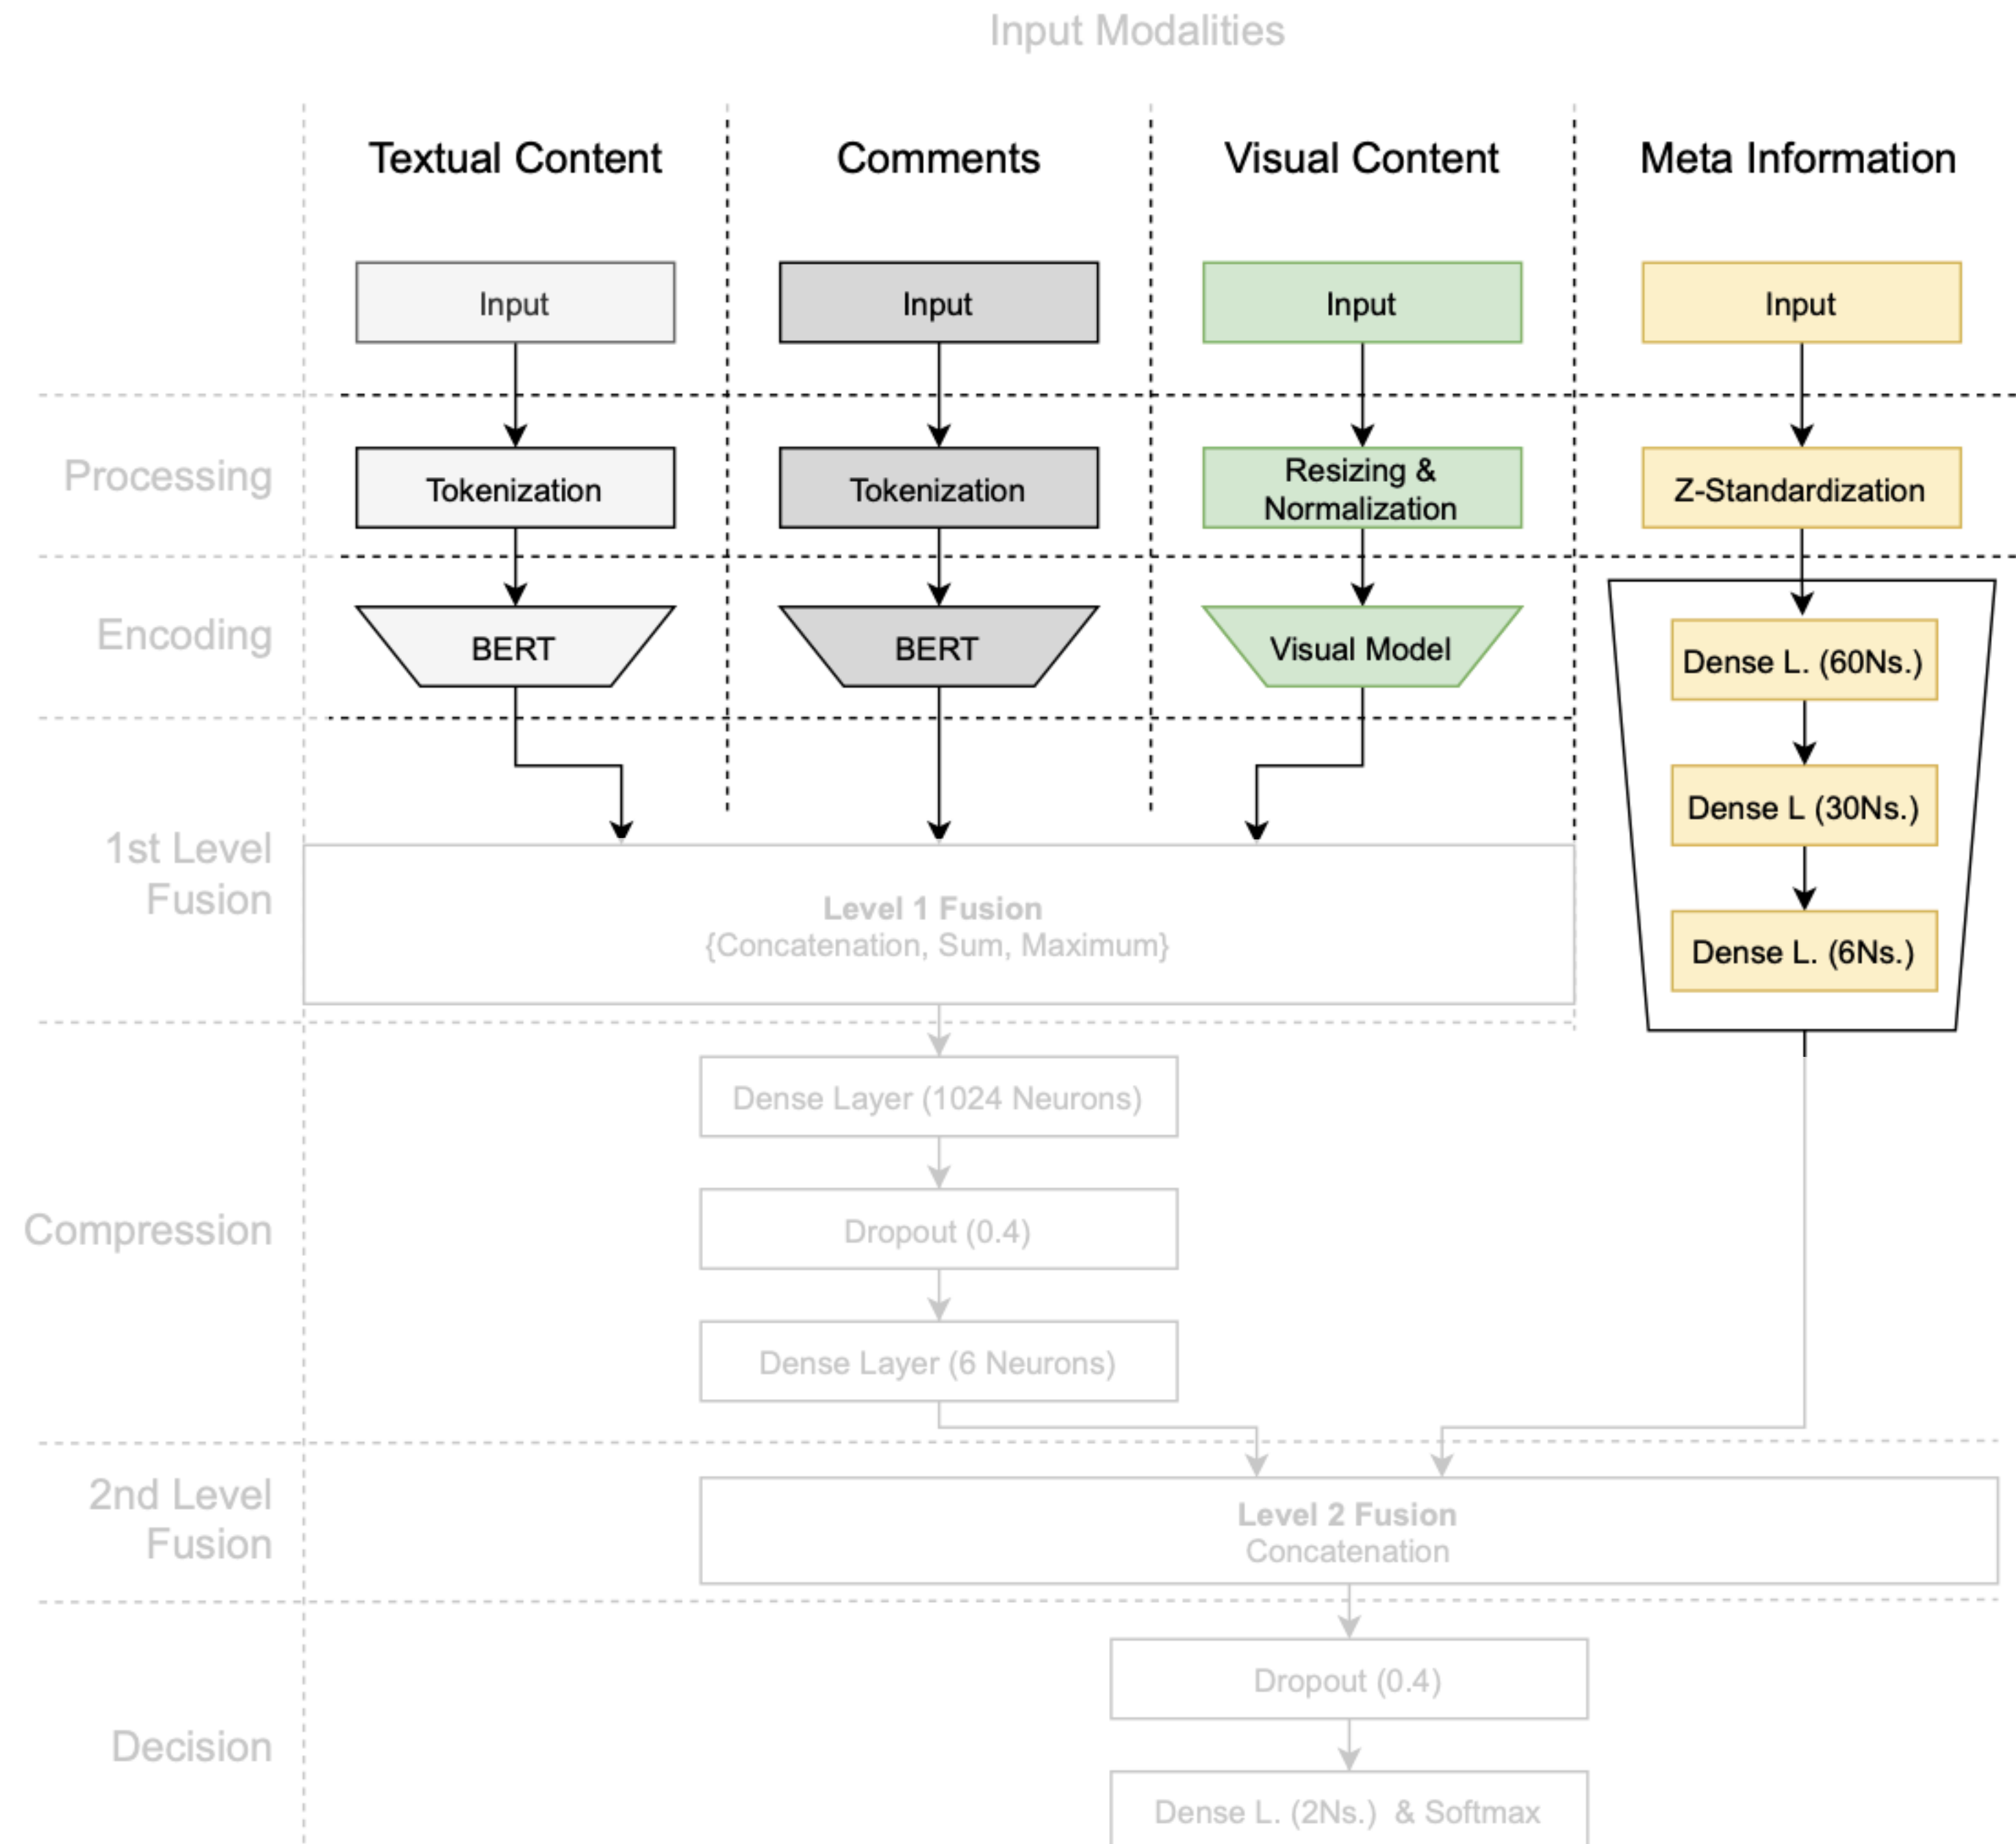 Input Modalities
Textual Content
Comments
Visual Content
Meta Information
Input
Input
Input
Input
Processing
Tokenization
Tokenization
Resizing &
Normalization
Z-Standardization
Encoding
BERT
BERT
Visual Model
Dense L. (60Ns.)
Dense L (30Ns.)
Dense L. (6Ns.)
1st Level
Fusion
Level 1 Fusion
{Concatenation, Sum, Maximum}
Compression
Dense Layer (1024 Neurons)
Dropout (0.4)
Dense Layer (6 Neurons)
2nd Level
Fusion
Level 2 Fusion
Concatenation
Decision
Dropout (0.4)
Dense L. (2Ns.) & Softmax